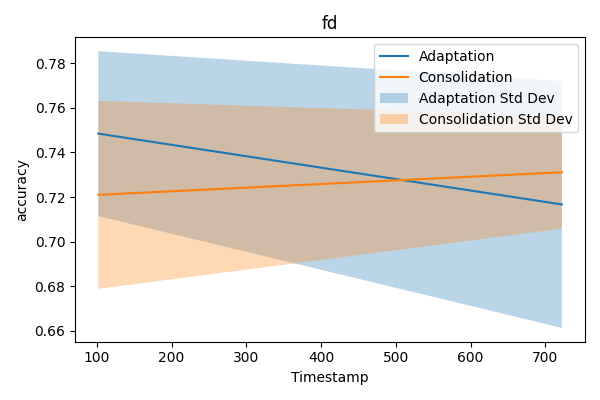 fd
Adaptation
Consolidation
Adaptation Std Dev
Consolidation Std Dev
accuracy
0.78
0.76
0.74
0.72
0.70
0.68
0.66
100 200 300 400 500 600 700
Timestamp